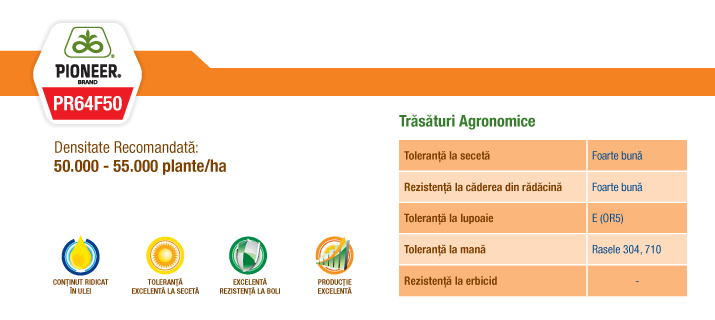 PIONEER®
BRAND
PR64F50
Densitate Recomandată:
50.000 - 55.000 plante/ha
CONȚINUT RIDICAT
ÎN ULEI
TOLERANȚĂ
EXCELENTĂ LA SECETĂ
EXCELENTĂ
REZISTENȚĂ LA BOLI
PRODUCȚIE
EXCELENTĂ
Trăsături Agronomice
Toleranță la secetă Foarte bună
Rezistență la căderea din rădăcină Foarte bună
Toleranță la lupoaie E (OR5)
Toleranță la mană Rasele 304, 710
Rezistență la erbicid -